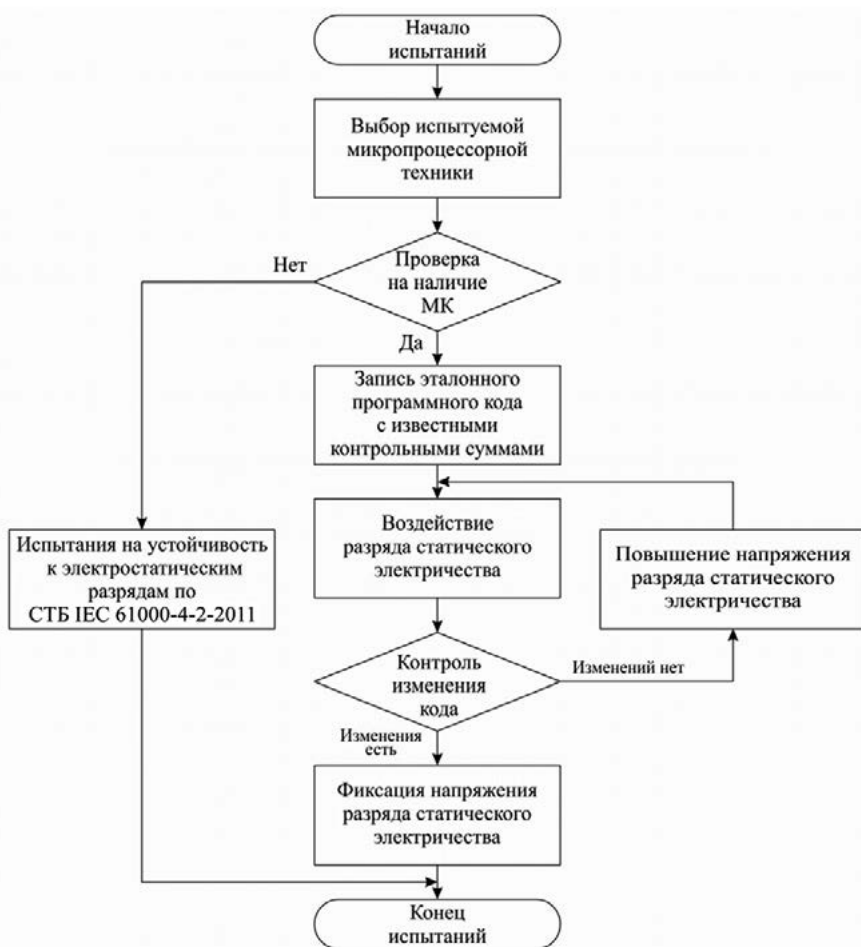 Начало
испытаний
Выбор испытуемой
микропроцессорной
техники
Проверка
на наличие
МК
Нет
Да
Запись эталонного
программного кода
с известными
контрольными суммами
Испытания на устойчивость
к электростатическим
разрядам по
СТБ IEC 61000-4-2-2011
Воздействие
разряда статического
электричества
Повышение напряжения
разряда статического
электричества
Контроль
изменения
кода
Изменений нет
Изменения
есть
Фиксация напряжения
разряда статического
электричества
Конец
испытаний